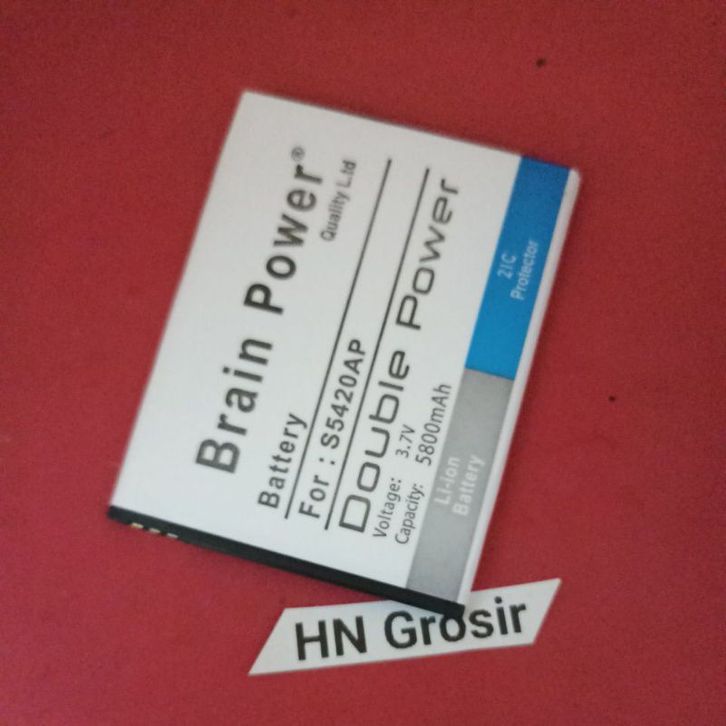 Brain Power®
Quality Ltd
Battery
For : S5420AP
Double Power
Voltage: 3.7V
Capacity: 5800mAh
Li-ion
Battery
2IC
Protector
HN Grosir